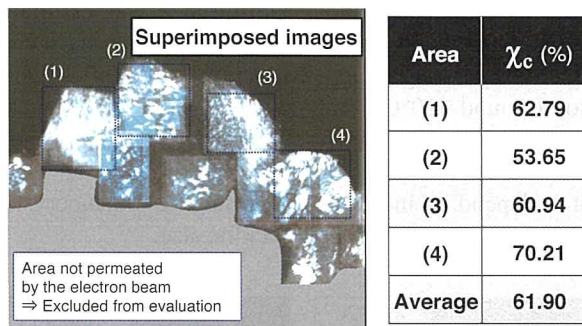 Superimposed images
(1)
(2)
(3)
(4)
Area not permeated
by the electron beam
⇒ Excluded from evaluation
Area χc (%)
(1) 62.79
(2) 53.65
(3) 60.94
(4) 70.21
Average 61.90